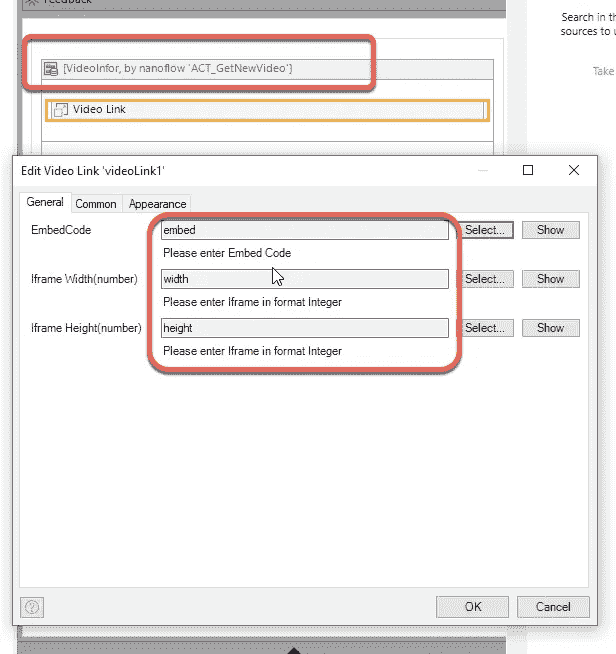 Feedback
Search in th
sources to u
Take
[VideoInfor, by nanoflow 'ACT_GetNewVideo']
Video Link
Edit Video Link 'videoLink1'
General Common Appearance
EmbedCode embed Select... Show
Please enter Embed Code
Iframe Width(number) width Select... Show
Please enter Iframe in format Integer
Iframe Height(number) height Select... Show
Please enter Iframe in format Integer
OK Cancel